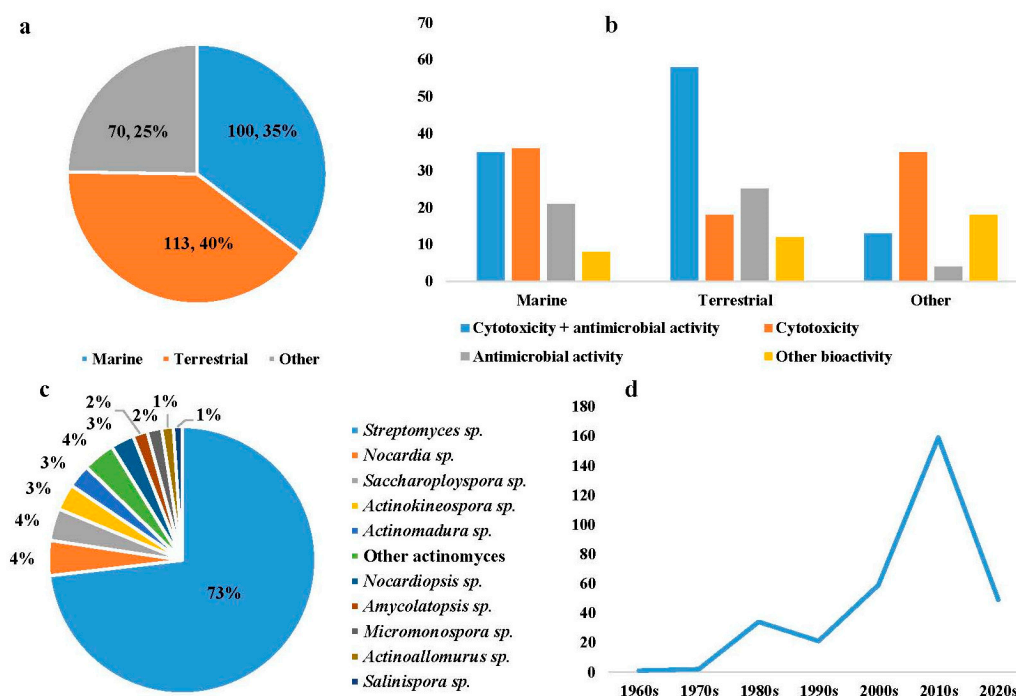 a
100, 35%
113, 40%
70, 25%
Marine Terrestrial Other
b
70
60
50
40
30
20
10
0
Marine Terrestrial Other
Cytotoxicity + antimicrobial activity Cytotoxicity
Antimicrobial activity Other bioactivity
c
73%
4%
4%
3%
3%
4%
3%
2%
2%
1%
1%
Streptomyces sp.
Nocardia sp.
Saccharoployspora sp.
Actinokineospora sp.
Actinomadura sp.
Other actinomyces
Nocardiopsis sp.
Amycolatopsis sp.
Micromonospora sp.
Actinoallomurus sp.
Salinispora sp.
d
180
160
140
120
100
80
60
40
20
0
1960s 1970s 1980s 1990s 2000s 2010s 2020s